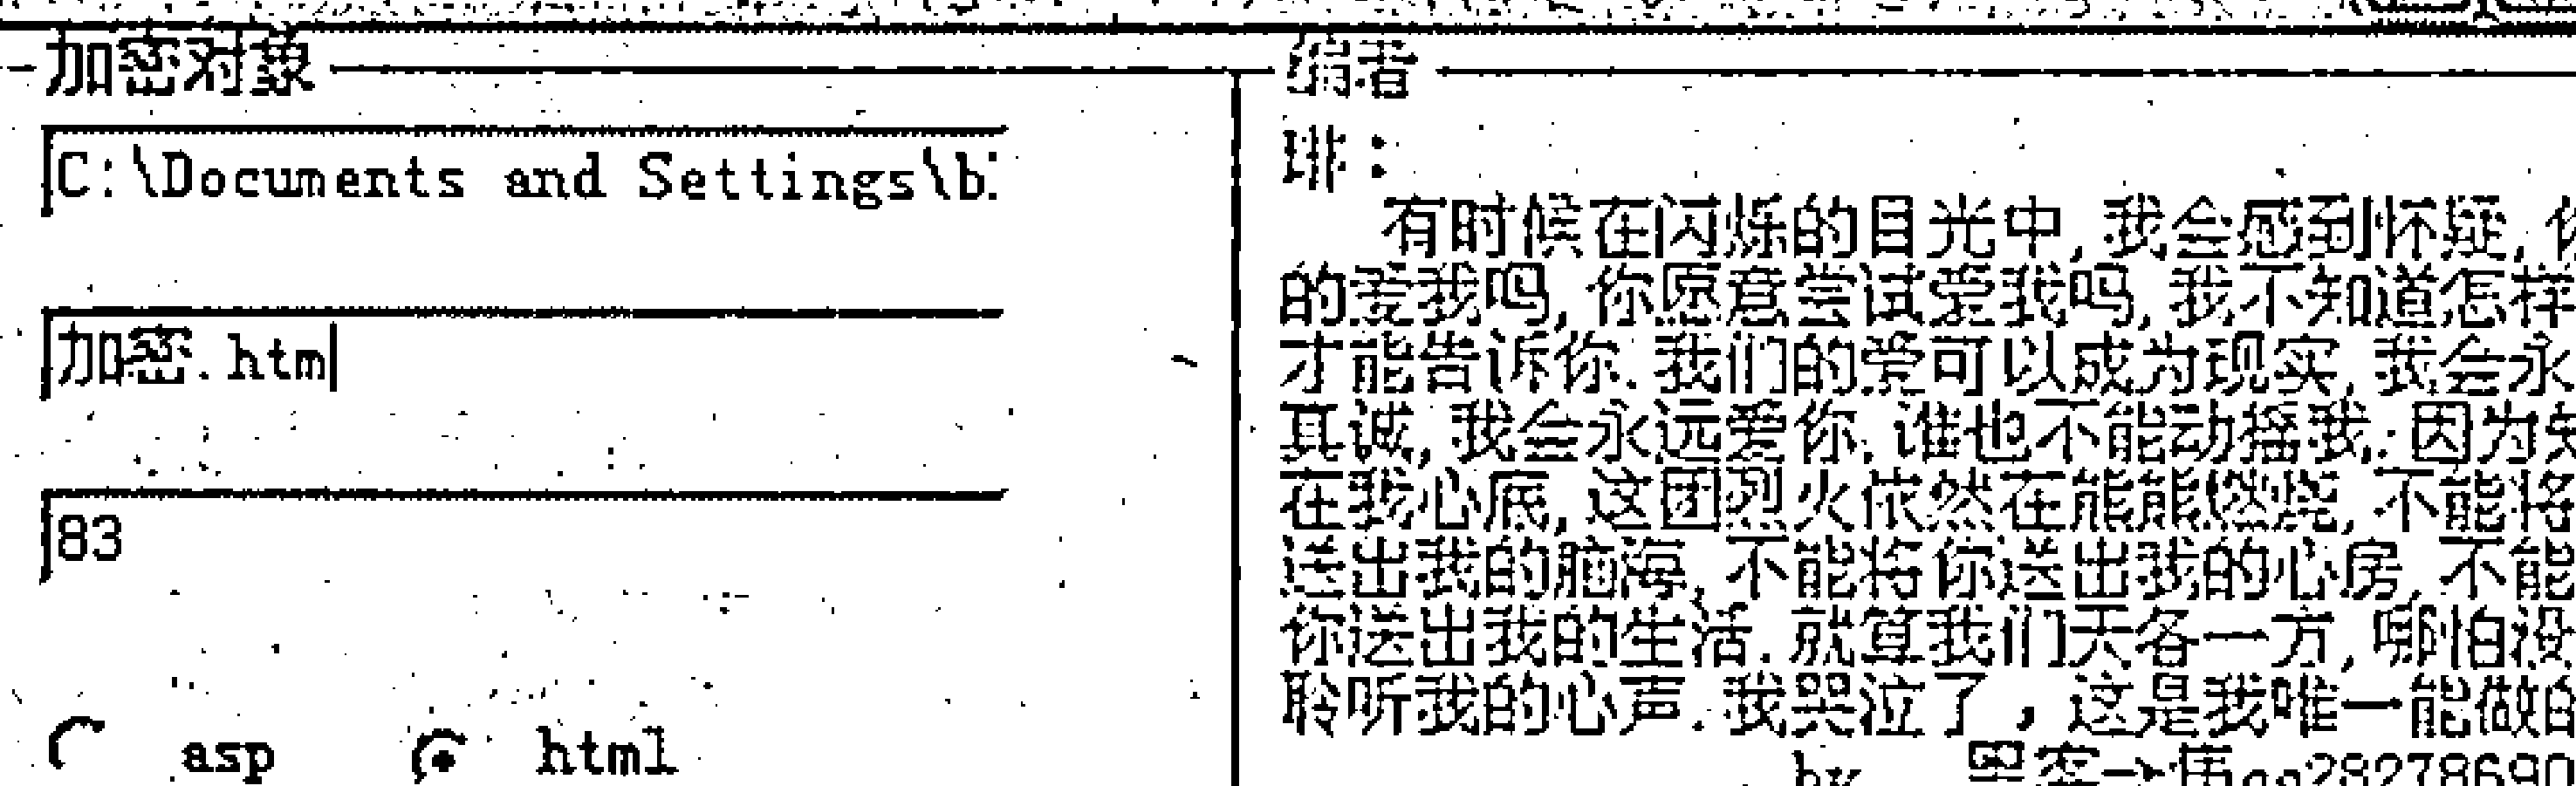 加密对象
C:\Documents and Settings\b
加密.htm
83
asp
html
编者
琲：
有时候在闪烁的目光中,我会感到怀疑,你
的爱我吗,你愿意尝试爱我吗,我不知道怎样
才能告诉你.我们的爱可以成为现实,我会永
真诚,我会永远爱你.谁也不能动摇我.因为
在我心底,这团烈火依然在能能燃烧,不能将
送出我的脑海,不能将你送出我的心房,不能
你送出我的生活.就算我们天各一方,哪怕没
聆听我的心声.我哭泣了，这是我唯一能做的